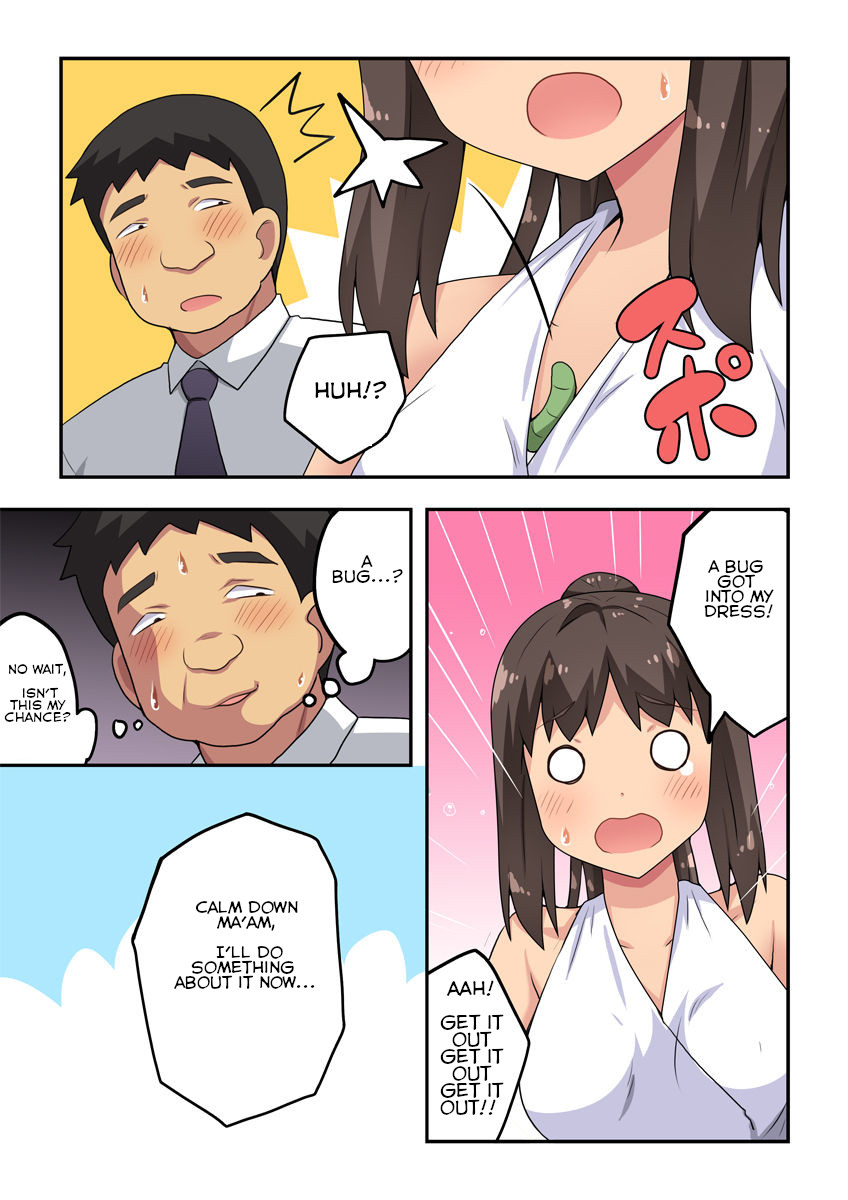 スポ
HUH!?
A BUG
GOT
INTO MY
DRESS!
AAH!
GET IT
OUT
GET IT
OUT
GET IT
OUT!!
A
BUG...?
NO WAIT,
ISN'T
THIS MY
CHANCE?
CALM DOWN
MA'AM,
I'LL DO
SOMETHING
ABOUT IT NOW...